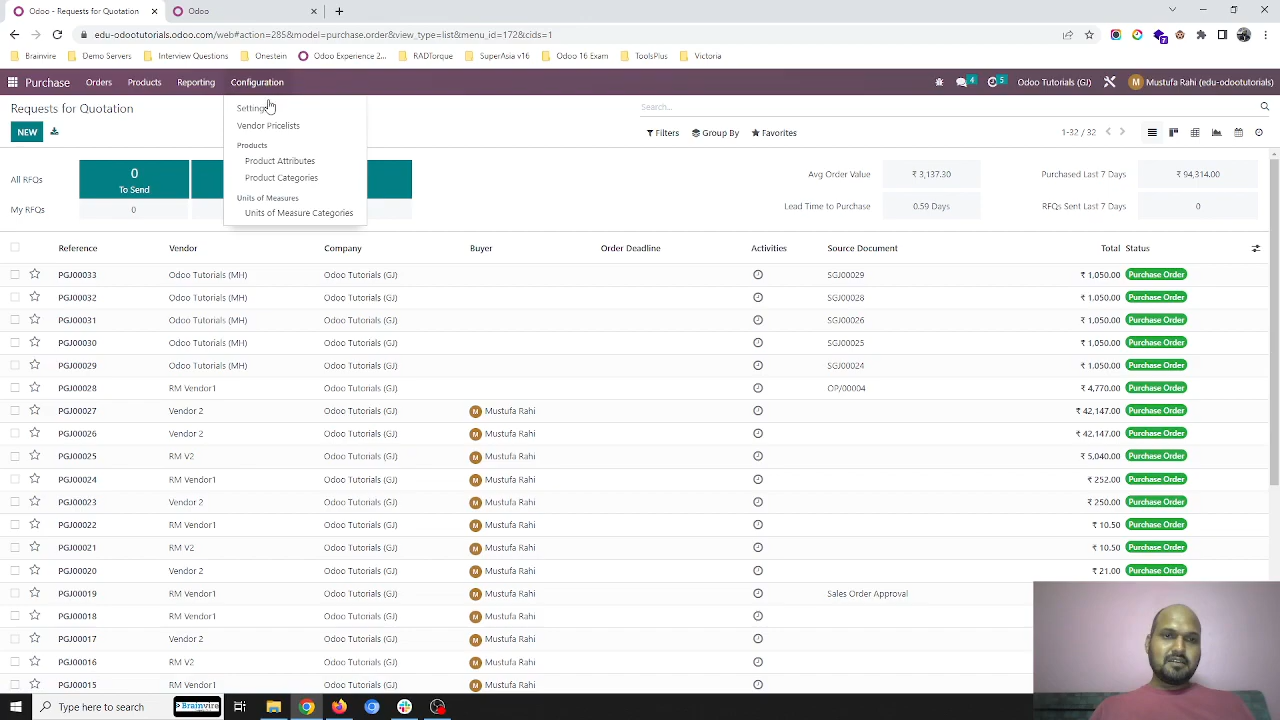 Odoo - Requests for Quotation
Odoo
edu-odootutorials.odoo.com/web#action=285&model=purchase.order&view_type=list&menu_id=172&cids=1
7
Brainvire
Demo Servers
Interview Questions
Onestein
Odoo Experience 2...
RADTorque
SuperAsia v16
Odoo 16 Exam
ToolsPlus
Victoria
Purchase Orders Products Reporting Configuration
4 5 Odoo Tutorials (GJ) M Mustufa Rahi (edu-odootutorials)
Requests for Quotation
Search...
NEW
Filters Group By Favorites 1-32 / 32
Settings
Vendor Pricelists
Products
Product Attributes
Product Categories
Units of Measures
Units of Measure Categories
All RFQs 0 To Send
My RFQs 0
Avg Order Value ₹ 3,137.30 Purchased Last 7 Days ₹ 94,314.00
Lead Time to Purchase 0.59 Days RFQs Sent Last 7 Days 0
Reference Vendor Company Buyer Order Deadline Activities Source Document Total Status
PGJ00033 Odoo Tutorials (MH) Odoo Tutorials (GJ) SGJ00029 ₹ 1,050.00 Purchase Order
PGJ00032 Odoo Tutorials (MH) Odoo Tutorials (GJ) SGJ00028 ₹ 1,050.00 Purchase Order
PGJ00031 Odoo Tutorials (MH) Odoo Tutorials (GJ) SGJ00026 ₹ 1,050.00 Purchase Order
PGJ00030 Odoo Tutorials (MH) Odoo Tutorials (GJ) SGJ00025 ₹ 1,050.00 Purchase Order
PGJ00029 Odoo Tutorials (MH) Odoo Tutorials (GJ) SGJ00024 ₹ 1,050.00 Purchase Order
PGJ00028 RM Vendor1 Odoo Tutorials (GJ) OP/00004 ₹ 4,770.00 Purchase Order
PGJ00027 Vendor 2 Odoo Tutorials (GJ) M Mustufa Rahi ₹ 42,147.00 Purchase Order
PGJ00026 Vendor 2 Odoo Tutorials (GJ) M Mustufa Rahi ₹ 42,147.00 Purchase Order
PGJ00025 RM V2 Odoo Tutorials (GJ) M Mustufa Rahi ₹ 5,040.00 Purchase Order
PGJ00024 RM Vendor1 Odoo Tutorials (GJ) M Mustufa Rahi ₹ 252.00 Purchase Order
PGJ00023 Vendor 2 Odoo Tutorials (GJ) M Mustufa Rahi ₹ 250.00 Purchase Order
PGJ00022 RM Vendor1 Odoo Tutorials (GJ) M Mustufa Rahi ₹ 10.50 Purchase Order
PGJ00021 RM V2 Odoo Tutorials (GJ) M Mustufa Rahi ₹ 10.50 Purchase Order
PGJ00020 Vendor 2 Odoo Tutorials (GJ) M Mustufa Rahi ₹ 21.00 Purchase Order
PGJ00019 RM Vendor1 Odoo Tutorials (GJ) M Mustufa Rahi Sales Order Approval
PGJ00018 RM Vendor1 Odoo Tutorials (GJ) M Mustufa Rahi
PGJ00017 Vendor 2 Odoo Tutorials (GJ) M Mustufa Rahi
PGJ00016 RM V2 Odoo Tutorials (GJ) M Mustufa Rahi
PGJ00015 RM Vendor1 Odoo Tutorials (GJ) M Mustufa Rahi
Type here to search
>Brainvire